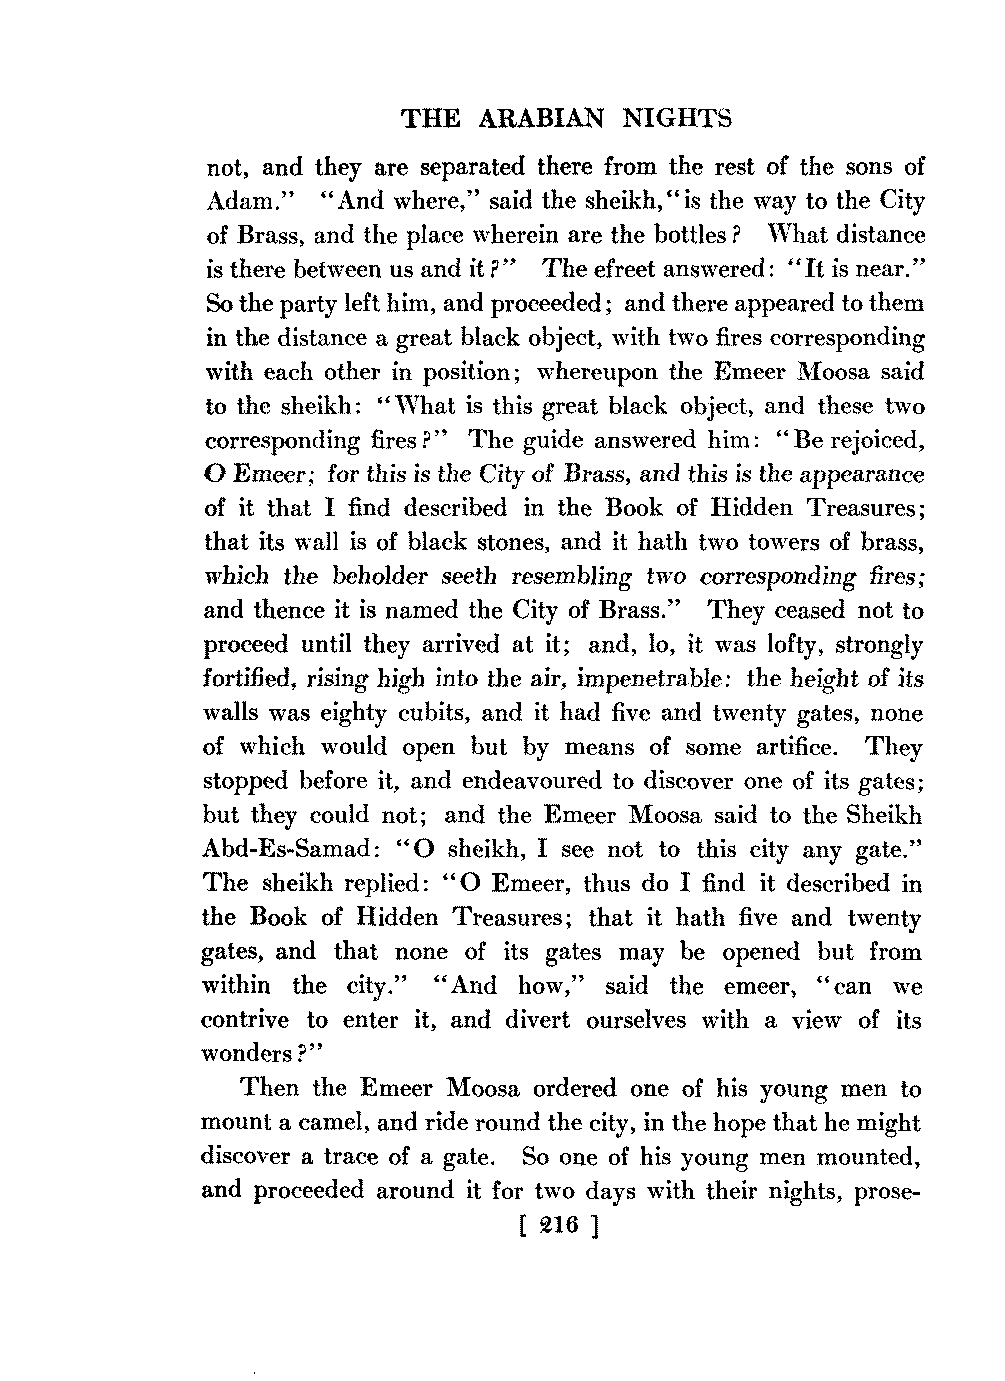 THE ARABIAN NIGHTS
not, and they are separated there from the rest of the sons of
Adam." "And where," said the sheikh, "is the way to the City
of Brass, and the place wherein are the bottles? What distance
is there between us and it?" The efreet answered: "It is near."
So the party left him, and proceeded; and there appeared to them
in the distance a great black object, with two fires corresponding
with each other in position; whereupon the Emeer Moosa said
to the sheikh: "What is this great black object, and these two
corresponding fires?" The guide answered him: "Be rejoiced,
O Emeer; for this is the City of Brass, and this is the appearance
of it that I find described in the Book of Hidden Treasures;
that its wall is of black stones, and it hath two towers of brass,
which the beholder seeth resembling two corresponding fires;
and thence it is named the City of Brass." They ceased not to
proceed until they arrived at it; and, lo, it was lofty, strongly
fortified, rising high into the air, impenetrable: the height of its
walls was eighty cubits, and it had five and twenty gates, none
of which would open but by means of some artifice. They
stopped before it, and endeavoured to discover one of its gates;
but they could not; and the Emeer Moosa said to the Sheikh
Abd-Es-Samad: "O sheikh, I see not to this city any gate."
The sheikh replied: "O Emeer, thus do I find it described in
the Book of Hidden Treasures; that it hath five and twenty
gates, and that none of its gates may be opened but from
within the city." "And how," said the emeer, "can we
contrive to enter it, and divert ourselves with a view of its
wonders?"
Then the Emeer Moosa ordered one of his young men to
mount a camel, and ride round the city, in the hope that he might
discover a trace of a gate. So one of his young men mounted,
and proceeded around it for two days with their nights, prose-
[ 216 ]